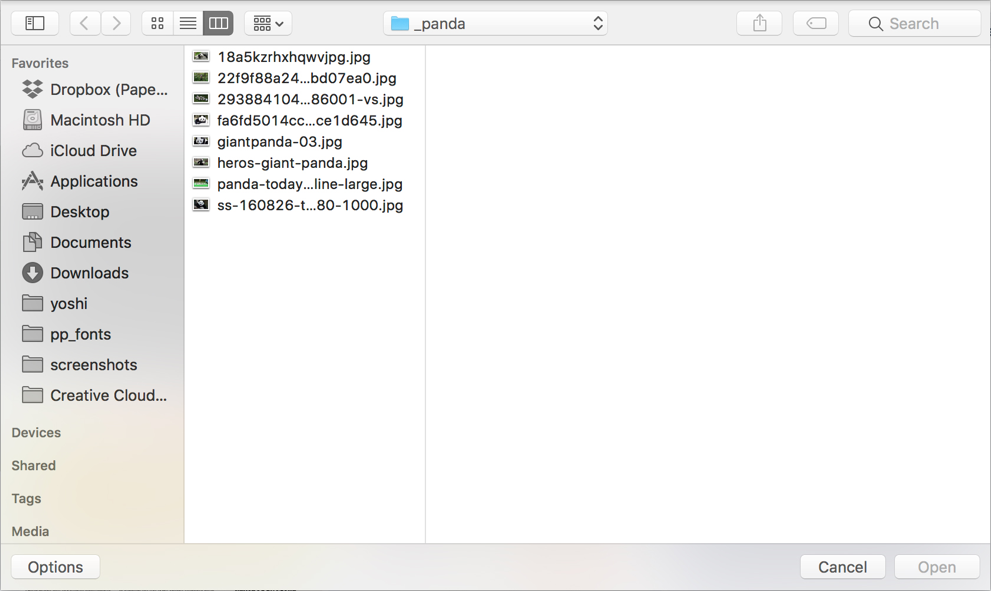 _panda
Search
Favorites
Dropbox (Pape...
Macintosh HD
iCloud Drive
Applications
Desktop
Documents
Downloads
yoshi
pp_fonts
screenshots
Creative Cloud...
Devices
Shared
Tags
Media
18a5kzrhxhqwvjpg.jpg
22f9f88a24...bd07ea0.jpg
293884104...86001-vs.jpg
fa6fd5014cc...ce1d645.jpg
giantpanda-03.jpg
heros-giant-panda.jpg
panda-today...line-large.jpg
ss-160826-t...80-1000.jpg
Options
Cancel
Open